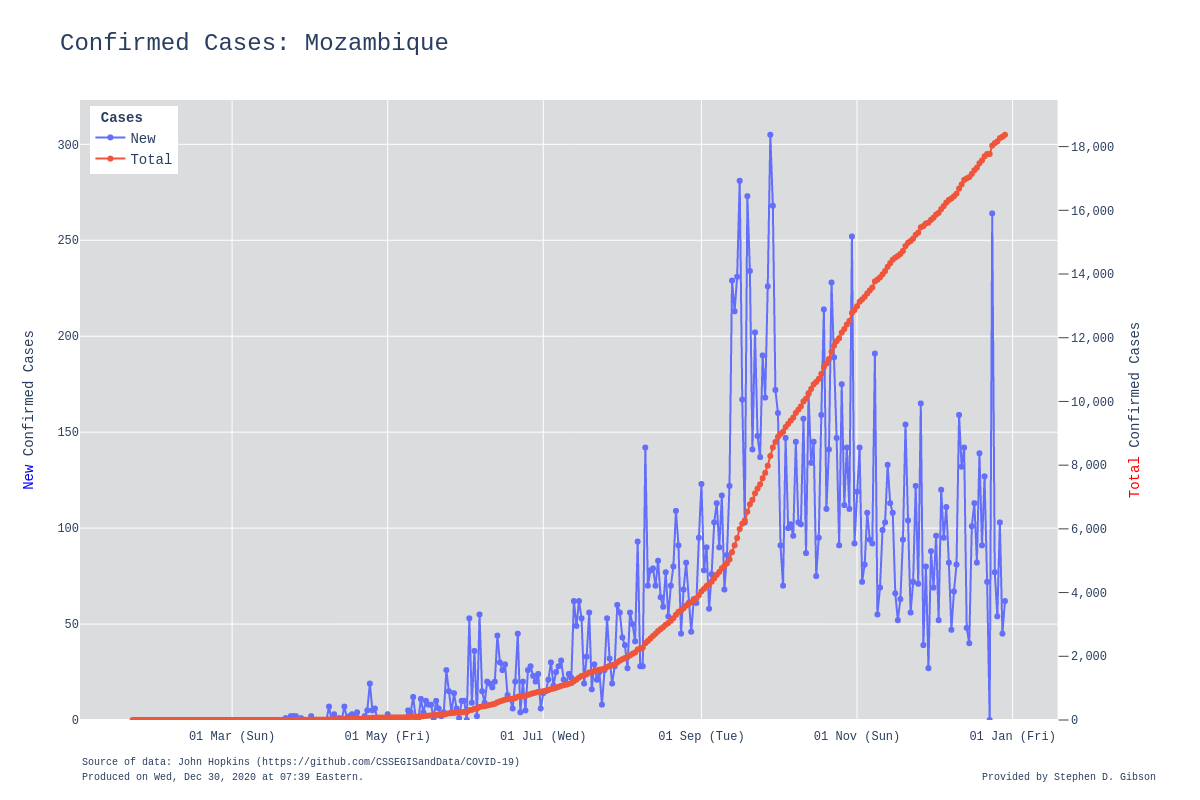 Confirmed Cases: Mozambique
Cases
New
Total
300
250
200
150
100
50
0
18,000
16,000
14,000
12,000
10,000
8,000
6,000
4,000
2,000
0
New Confirmed Cases
Total Confirmed Cases
01 Mar (Sun)
01 May (Fri)
01 Jul (Wed)
01 Sep (Tue)
01 Nov (Sun)
01 Jan (Fri)
Source of data: John Hopkins (https://github.com/CSSEGISandData/COVID-19)
Produced on Wed, Dec 30, 2020 at 07:39 Eastern.
Provided by Stephen D. Gibson